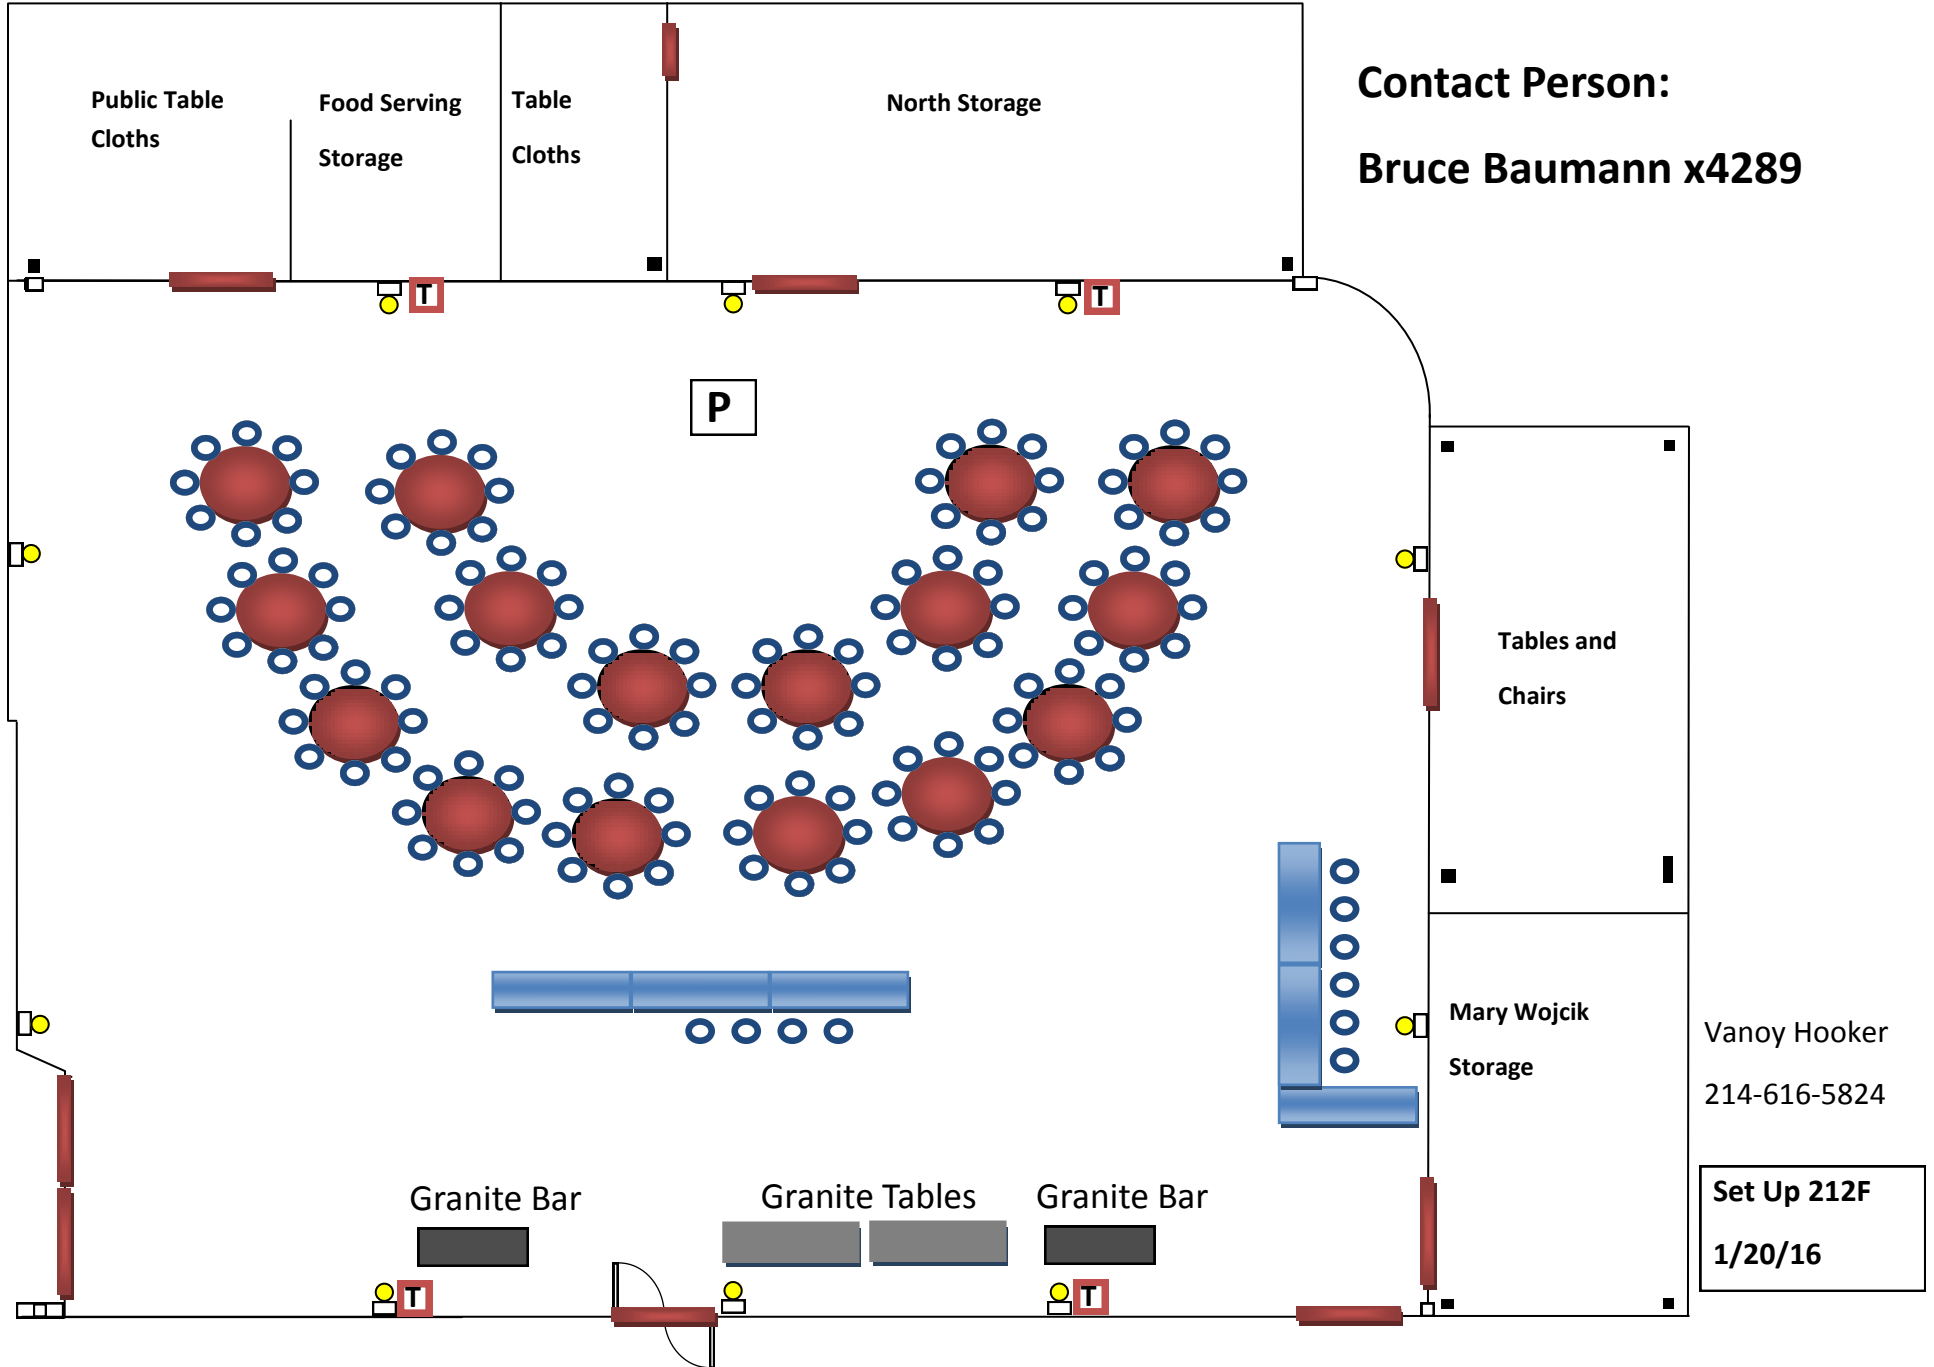 Public Table
Cloths
Food Serving
Storage
Table
Cloths
North Storage
Contact Person:
Bruce Baumann x4289
T
T
P
Tables and
Chairs
Mary Wojcik
Storage
Vanoy Hooker
214-616-5824
Granite Bar
Granite Tables
Granite Bar
Set Up 212F
1/20/16
T
T